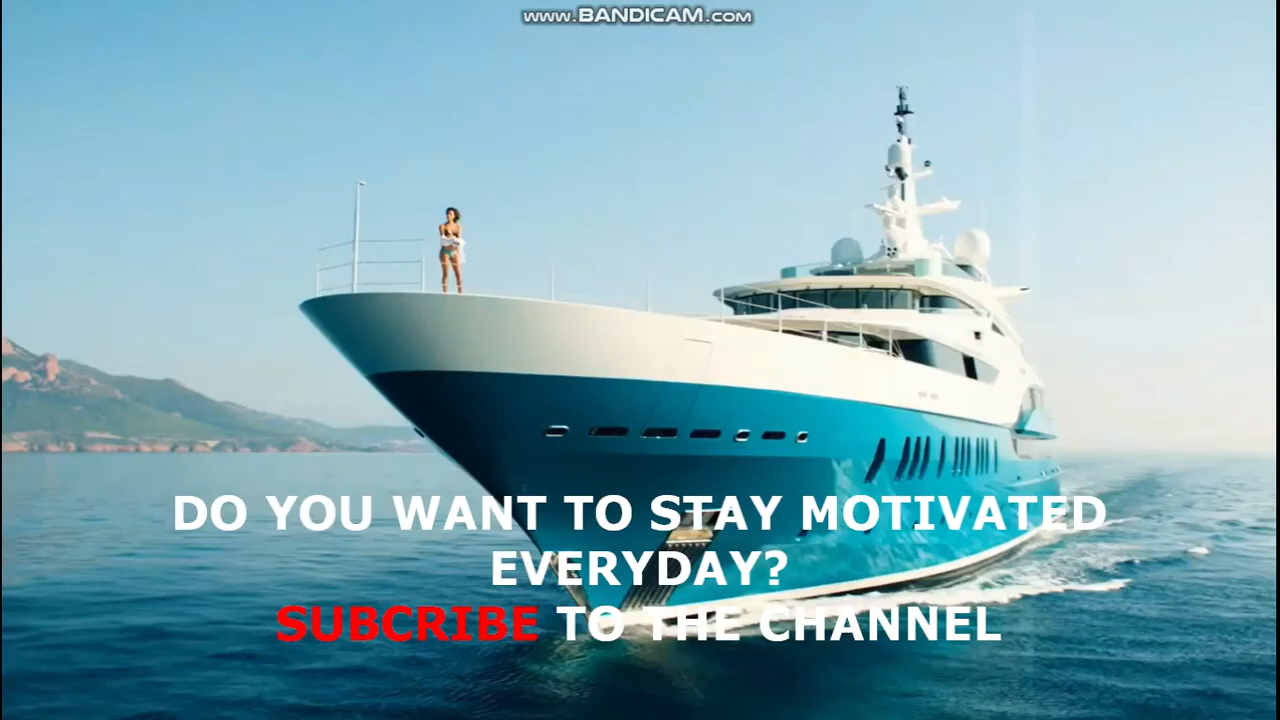 www.BANDICAM.com
DO YOU WANT TO STAY MOTIVATED
EVERYDAY?
SUBCRIBE TO THE CHANNEL